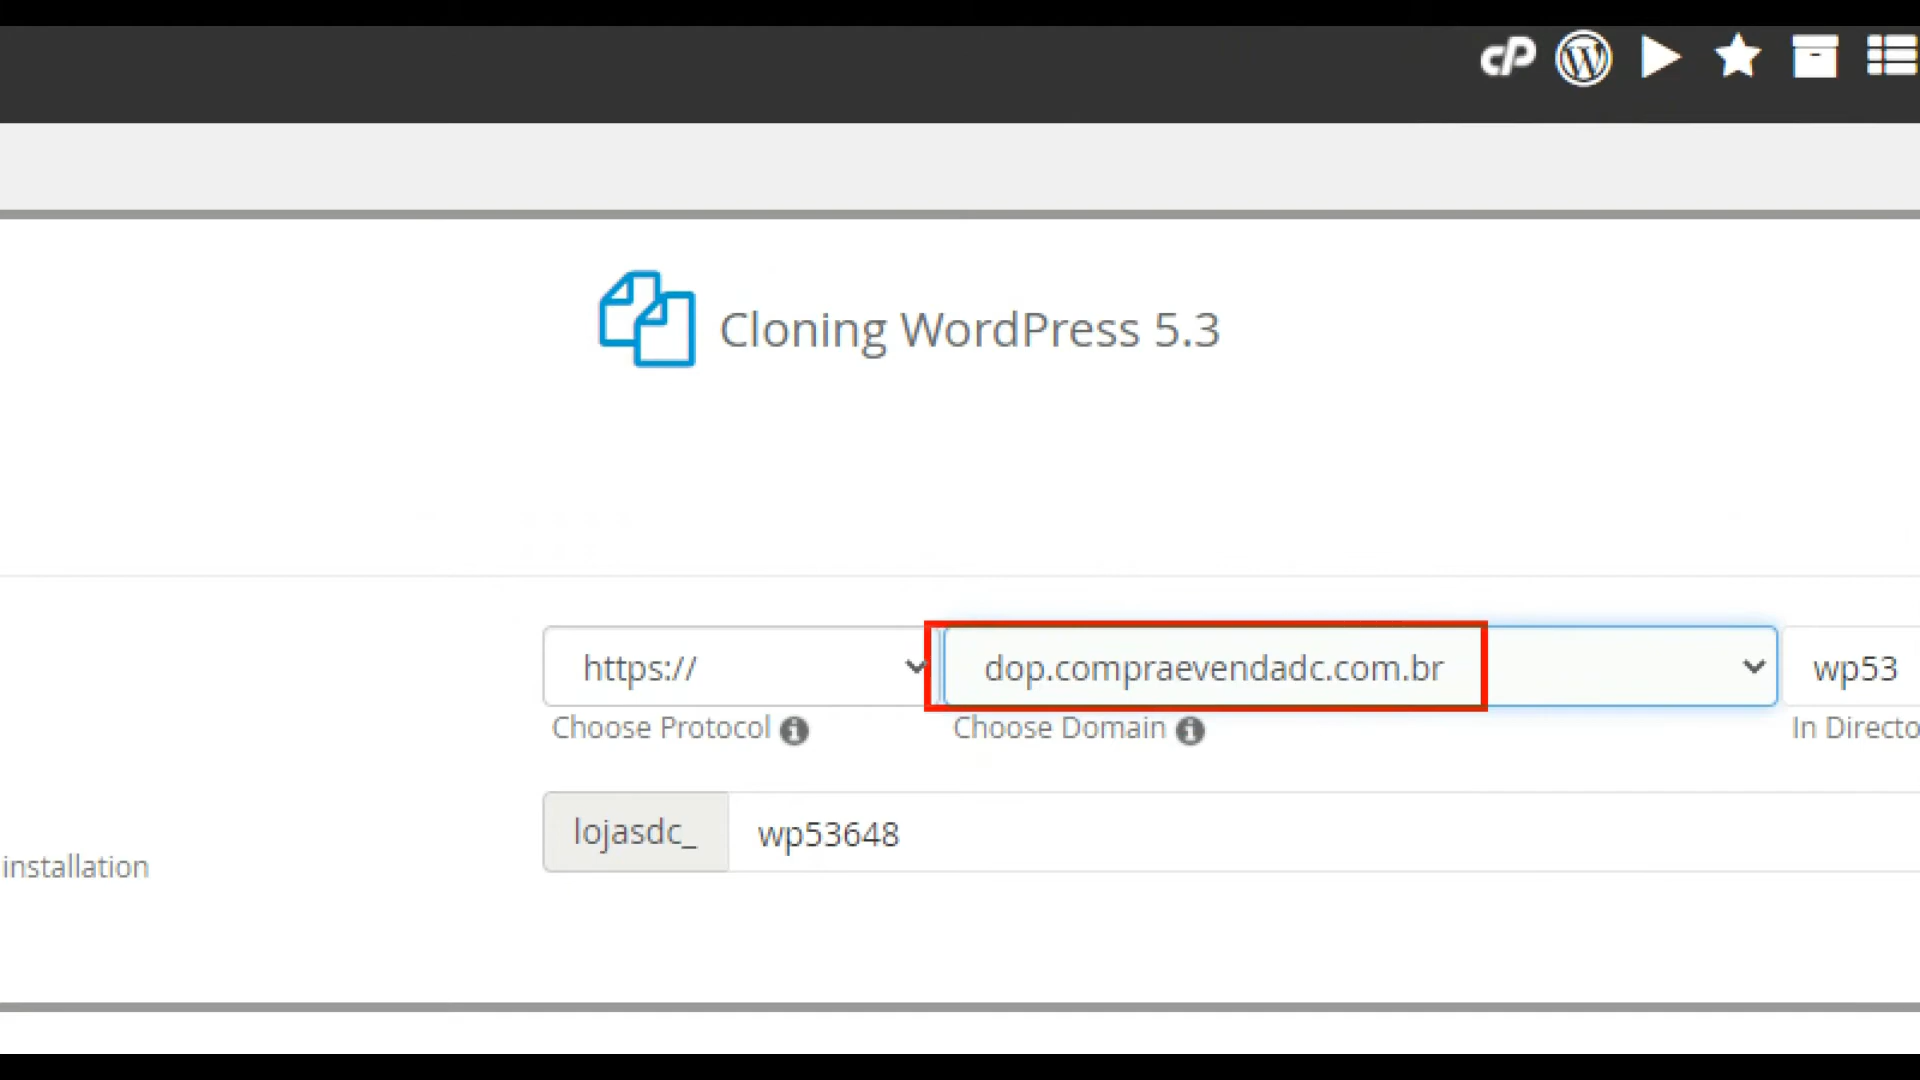 cP
Cloning WordPress 5.3
https://
dop.compraevendadc.com.br
wp53
Choose Protocol
Choose Domain
In Directo
lojasdc_
wp53648
installation